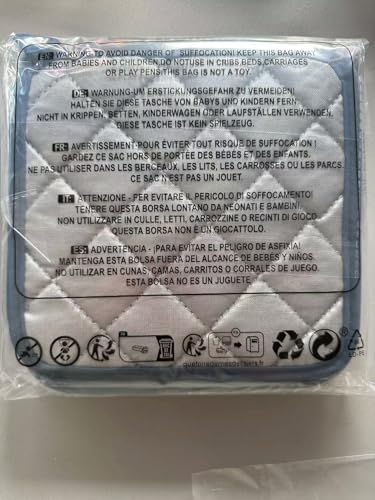 EN: WARNING-TO AVOID DANGER OF "SUFFOCATION! KEEP THIS BAG AWAY
FROM BABIES AND CHILDREN.DO NOTUSE IN CRIBS,BEDS,CARRIAGES
OR PLAY PENS.THIS BAG IS NOT A TOY.
DE: WARNUNG-UM ERSTICKUNGSGEFAHR ZU VERMEIDEN!
HALTEN SIE DIESE TASCHE VON BABYS UND KINDERN FERN.
NICHT IN KRIPPEN, BETTEN, KINDERWAGEN ODER LAUFSTÄLLEN VERWENDEN,
DIESE TASCHE IST KEIN SPIELZEUG.
FR: AVERTISSEMENT-POUR ÉVITER TOUT RISQUE DE SUFFOCATION !
GARDEZ CE SAC HORS DE PORTÉE DES BÉBÉS ET DES ENFANTS.
NE PAS UTILISER DANS LES BERCEAUX, LES LITS, LES CARROSSES OU LES PARCS.
CE SAC N'EST PAS UN JOUET.
IT: ATTENZIONE - PER EVITARE IL PERICOLO DI SOFFOCAMENTO!
TENERE QUESTA BORSA LONTANO DA NEONATI E BAMBINI.
NON UTILIZZARE IN CULLE, LETTI, CARROZZINE O RECINTI DI GIOCO.
QUESTA BORSA NON E UN GIOCATTOLO.
ES: ADVERTENCIA - ¡PARA EVITAR EL PELIGRO DE ASFIXIA!
MANTENGA ESTA BOLSA FUERA DEL ALCANCE DE BEBÉS Y NIÑOS.
NO UTILIZAR EN CUNAS, CAMAS, CARRITOS O CORRALES DE JUEGO.
ESTA BOLSA NO ES UN JUGUETE.
FR